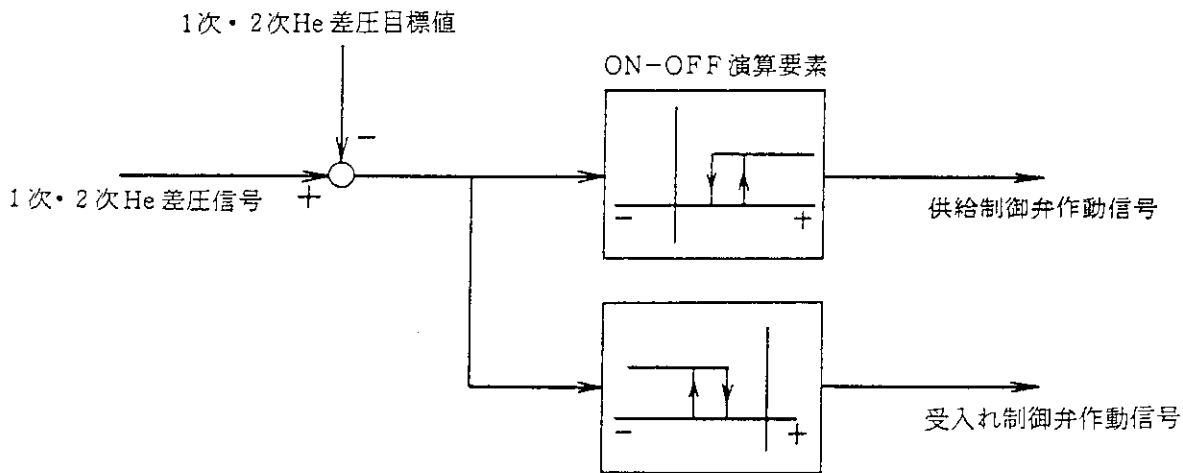 1次・2次He差圧目標値
ON-OFF演算要素
-
1次・2次He差圧信号
+
- +
供給制御弁作動信号
- +
受入れ制御弁作動信号